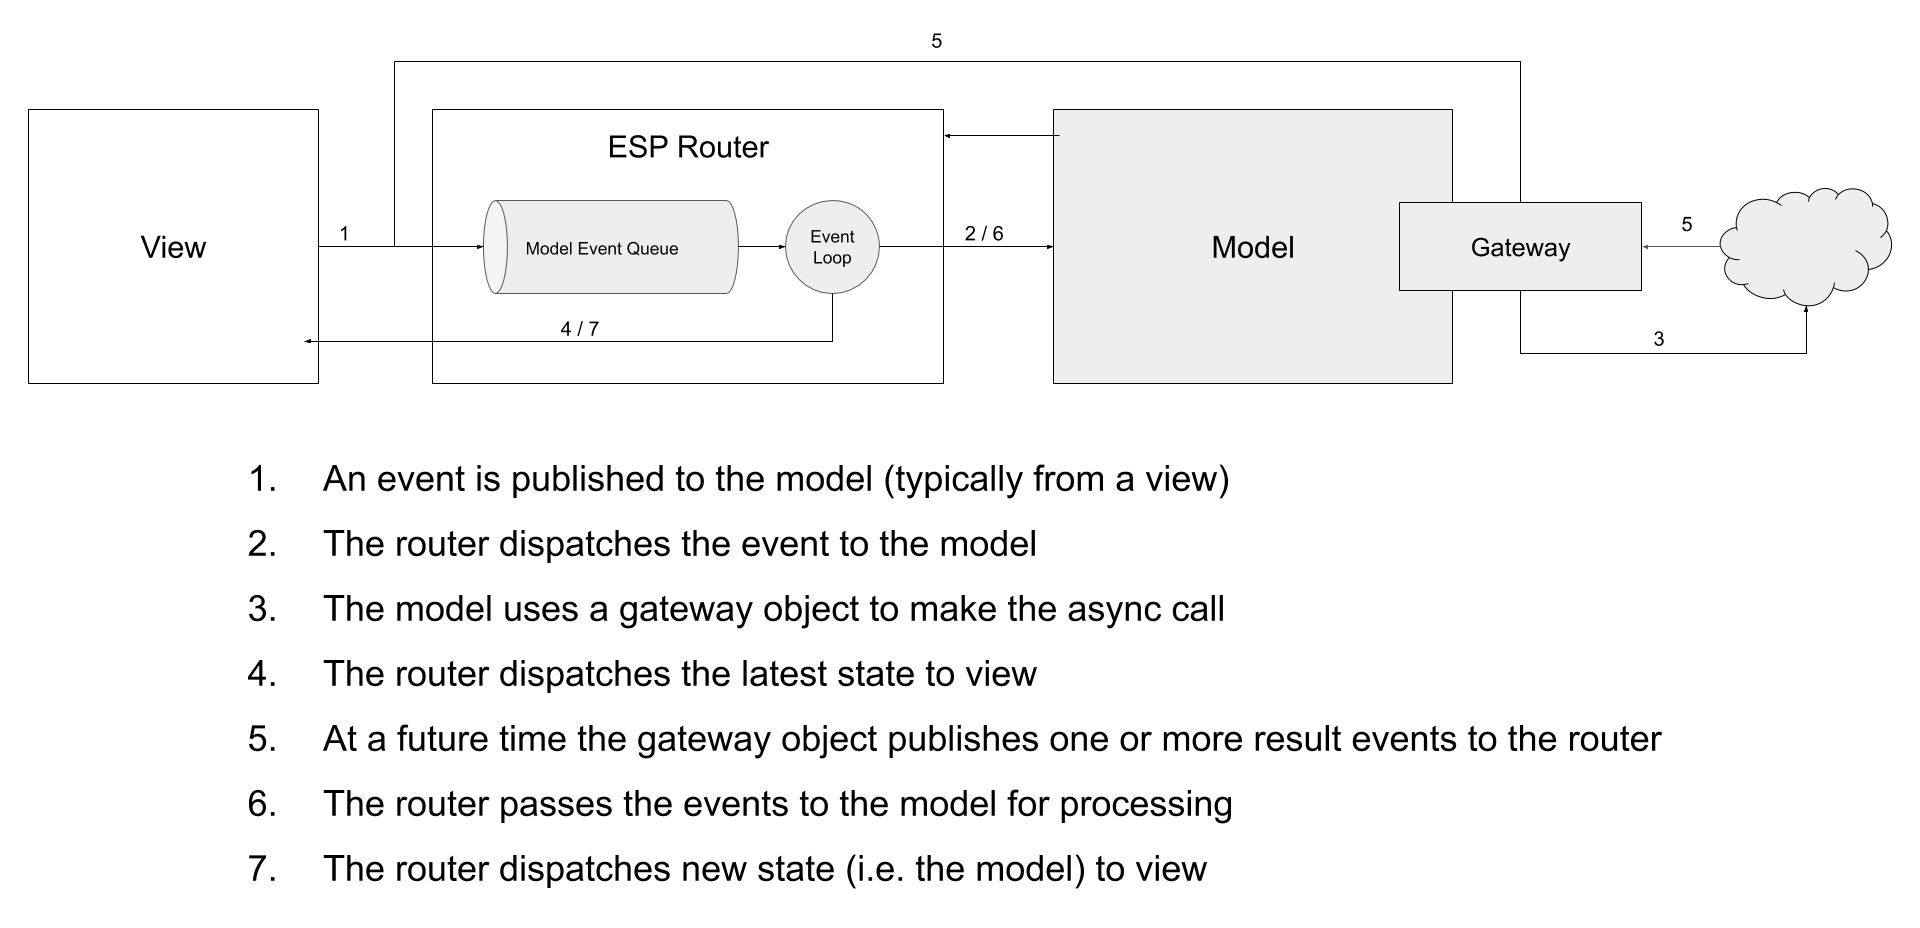 5
ESP Router
View
1
Model Event Queue
Event
Loop
2 / 6
Model
Gateway
5
4 / 7
3
1. An event is published to the model (typically from a view)
2. The router dispatches the event to the model
3. The model uses a gateway object to make the async call
4. The router dispatches the latest state to view
5. At a future time the gateway object publishes one or more result events to the router
6. The router passes the events to the model for processing
7. The router dispatches new state (i.e. the model) to view